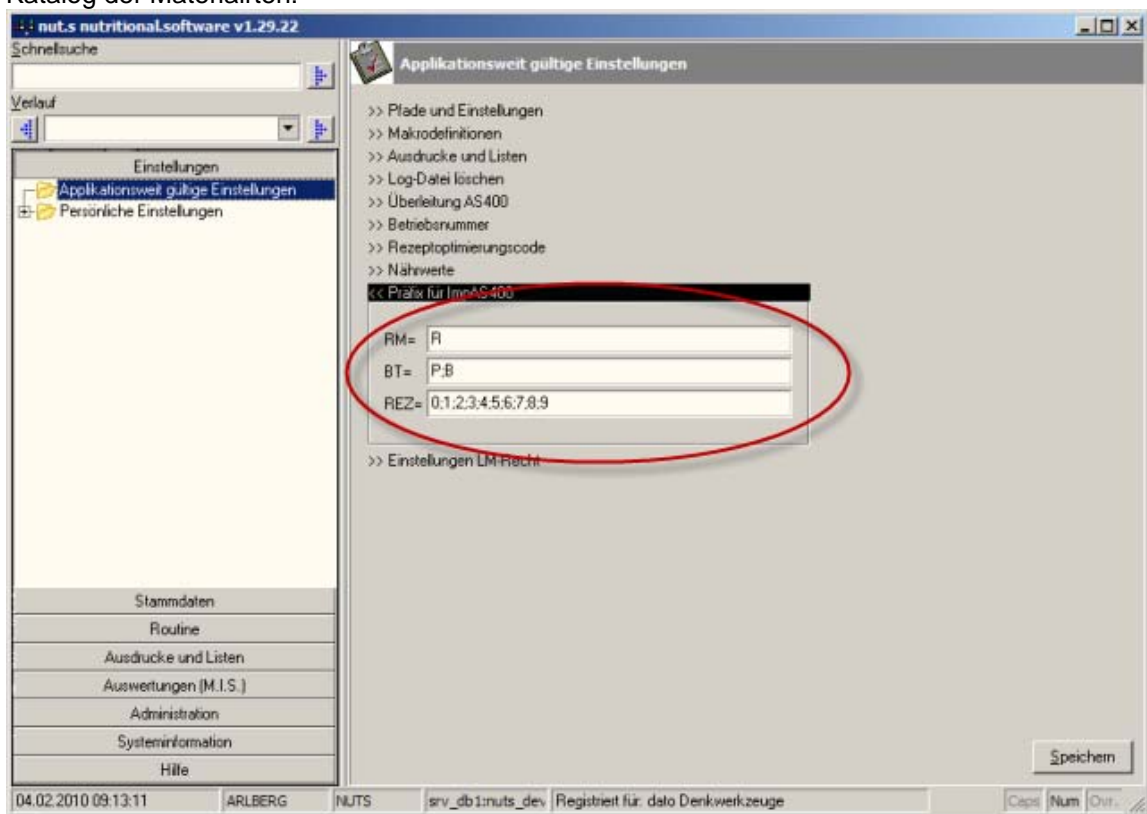 Katalog der Materialirten.
nut.s nutritional.software v1.29.22
Schnellsuche
Verlauf
Einstellungen
Applikationsweit gültige Einstellungen
Persönliche Einstellungen
Stammdaten
Routine
Ausdrucke und Listen
Auswertungen (M.I.S.)
Administration
Systeminformation
Hilfe
Applikationsweit gültige Einstellungen
>> Pfade und Einstellungen
>> Makrodefinitionen
>> Ausdrucke und Listen
>> Log-Datei löschen
>> Überleitung AS400
>> Betriebsnummer
>> Rezeptoptimierungscode
>> Nährwerte
<< Präfix für ImpAS400
RM= R
BT= P;B
REZ= 0;1;2;3;4;5;6;7;8;9
>> Einstellungen LM-Recht
Speichern
04.02.2010 09:13:11 ARLBERG NUTS srv_db1:nuts_dev Registriert für: dato Denkwerkzeuge Caps Num Ovr.